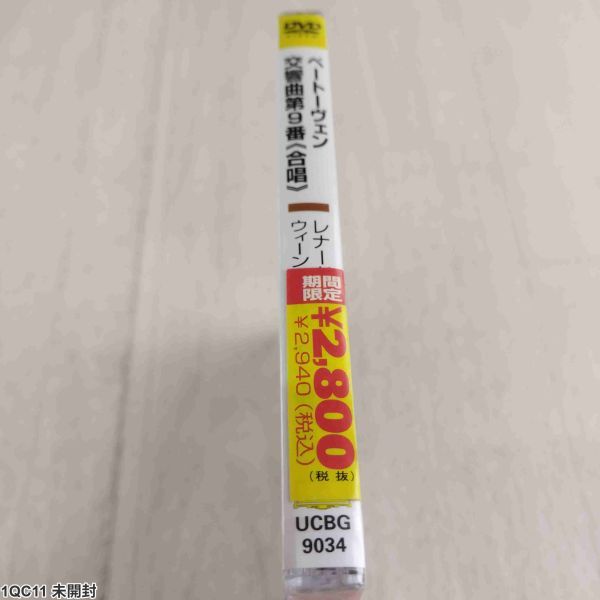 DVD
ベートーヴェン
交響曲第9番《合唱》
レナー
ウィーン
期間
限定
¥2,800
(税抜)
¥2,940(税込)
UCBG
9034
1QC11 未開封